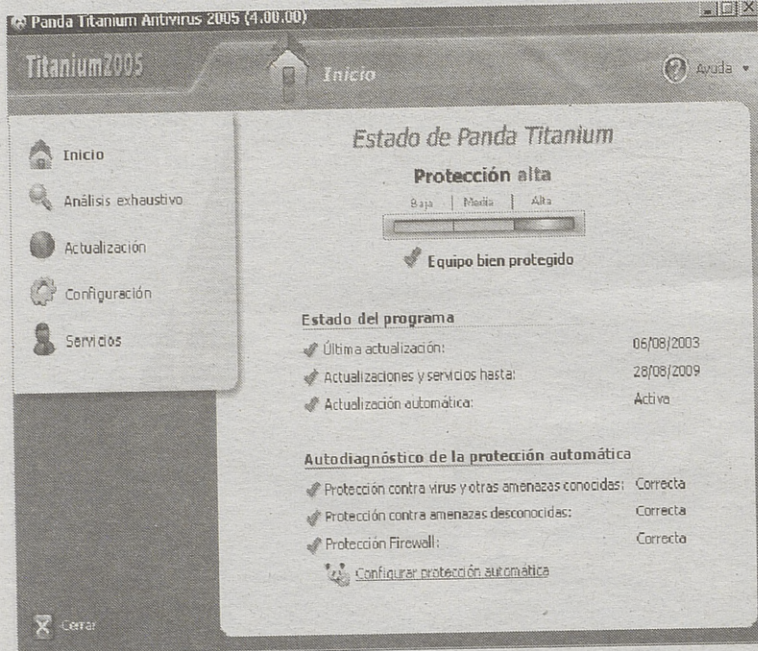 Panda Titanium Antivirus 2005 (4.00.00)
Titanium2005
Inicio
Ayuda
Inicio
Análisis exhaustivo
Actualización
Configuración
Servicios
Cerrar
Estado de Panda Titanium
Protección alta
Baja | Media | Alta
Equipo bien protegido
Estado del programa
Última actualización: 06/08/2003
Actualizaciones y servicios hasta: 28/08/2009
Actualización automática: Activa
Autodiagnóstico de la protección automática
Protección contra virus y otras amenazas conocidas: Correcta
Protección contra amenazas desconocidas: Correcta
Protección Firewall: Correcta
Configurar protección automática